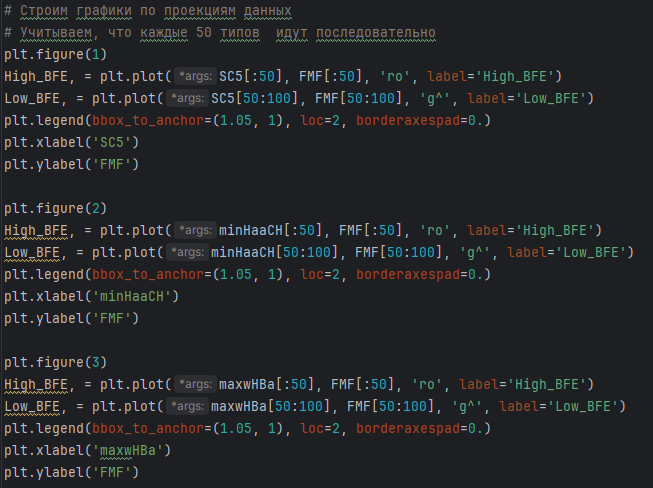 # Строим графики по проекциям данных
# Учитываем, что каждые 50 типов  идут последовательно
plt.figure(1)
High_BFE, = plt.plot( *args: SC5[:50], FMF[:50], 'ro', label='High_BFE')
Low_BFE, = plt.plot( *args: SC5[50:100], FMF[50:100], 'g^', label='Low_BFE')
plt.legend(bbox_to_anchor=(1.05, 1), loc=2, borderaxespad=0.)
plt.xlabel('SC5')
plt.ylabel('FMF')

plt.figure(2)
High_BFE, = plt.plot( *args: minHaaCH[:50], FMF[:50], 'ro', label='High_BFE')
Low_BFE, = plt.plot( *args: minHaaCH[50:100], FMF[50:100], 'g^', label='Low_BFE')
plt.legend(bbox_to_anchor=(1.05, 1), loc=2, borderaxespad=0.)
plt.xlabel('minHaaCH')
plt.ylabel('FMF')

plt.figure(3)
High_BFE, = plt.plot( *args: maxwHBa[:50], FMF[:50], 'ro', label='High_BFE')
Low_BFE, = plt.plot( *args: maxwHBa[50:100], FMF[50:100], 'g^', label='Low_BFE')
plt.legend(bbox_to_anchor=(1.05, 1), loc=2, borderaxespad=0.)
plt.xlabel('maxwHBa')
plt.ylabel('FMF')